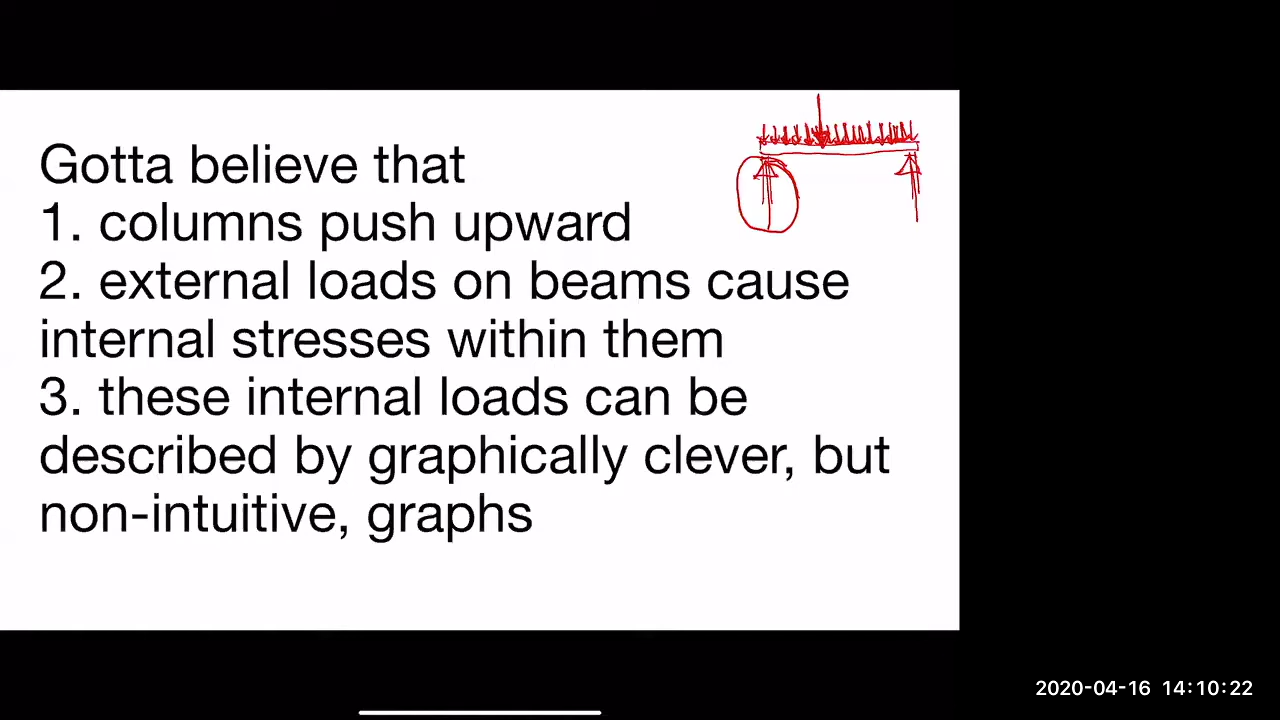 Gotta believe that
1. columns push upward
2. external loads on beams cause
internal stresses within them
3. these internal loads can be
described by graphically clever, but
non-intuitive, graphs
2020-04-16 14:10:22